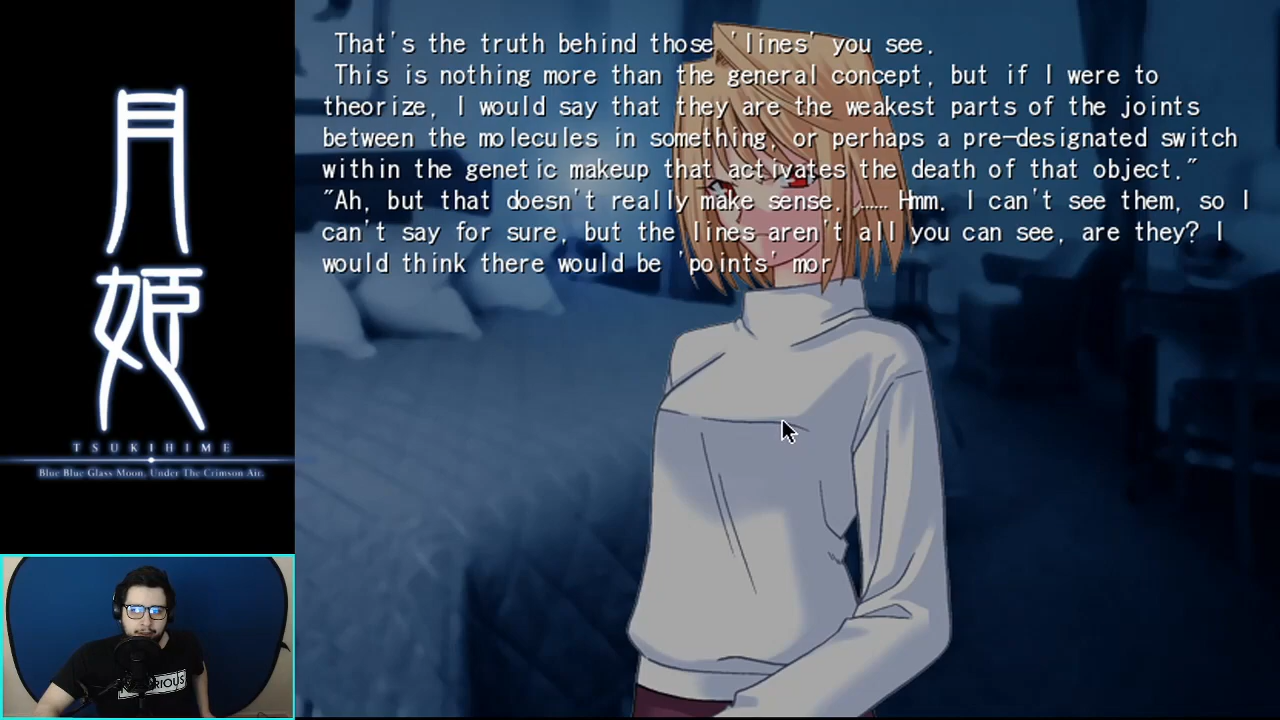 月
姫
TSUKIHIME
Blue Blue Glass Moon, Under The Crimson Air.
That's the truth behind those 'lines' you see.
This is nothing more than the general concept, but if I were to
theorize, I would say that they are the weakest parts of the joints
between the molecules in something, or perhaps a pre-designated switch
within the genetic makeup that activates the death of that object."
"Ah, but that doesn't really make sense. …… Hmm. I can't see them, so I
can't say for sure, but the lines aren't all you can see, are they? I
would think there would be 'points' mor